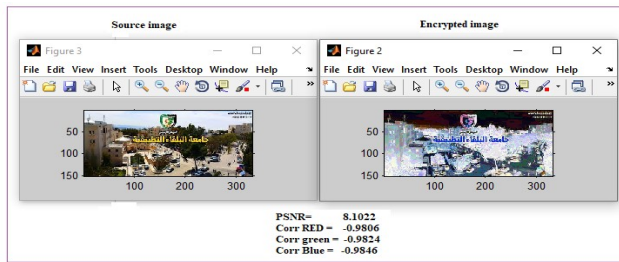 Source image
Encrypted image
Figure 3
File Edit View Insert Tools Desktop Window Help
50
100
150
جامعة البلقاء التطبيقية
100 200 300
Figure 2
File Edit View Insert Tools Desktop Window Help
50
100
150
جامعة البلقاء التطبيقية
100 200 300
PSNR= 8.1022
Corr RED = -0.9806
Corr green = -0.9824
Corr Blue = -0.9846